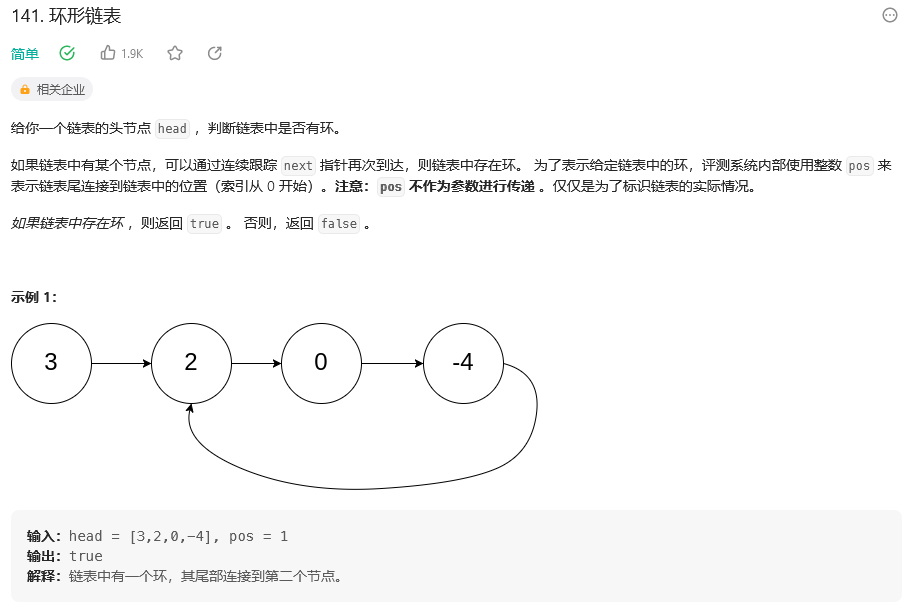 141. 环形链表
简单 1.9K
相关企业
给你一个链表的头节点 head ，判断链表中是否有环。
如果链表中有某个节点，可以通过连续跟踪 next 指针再次到达，则链表中存在环。 为了表示给定链表中的环，评测系统内部使用整数 pos 来
表示链表尾连接到链表中的位置（索引从 0 开始）。注意：pos 不作为参数进行传递 。仅仅是为了标识链表的实际情况。
如果链表中存在环 ，则返回 true 。 否则，返回 false 。
示例 1：
3 2 0 -4
输入：head = [3,2,0,-4], pos = 1
输出：true
解释：链表中有一个环，其尾部连接到第二个节点。